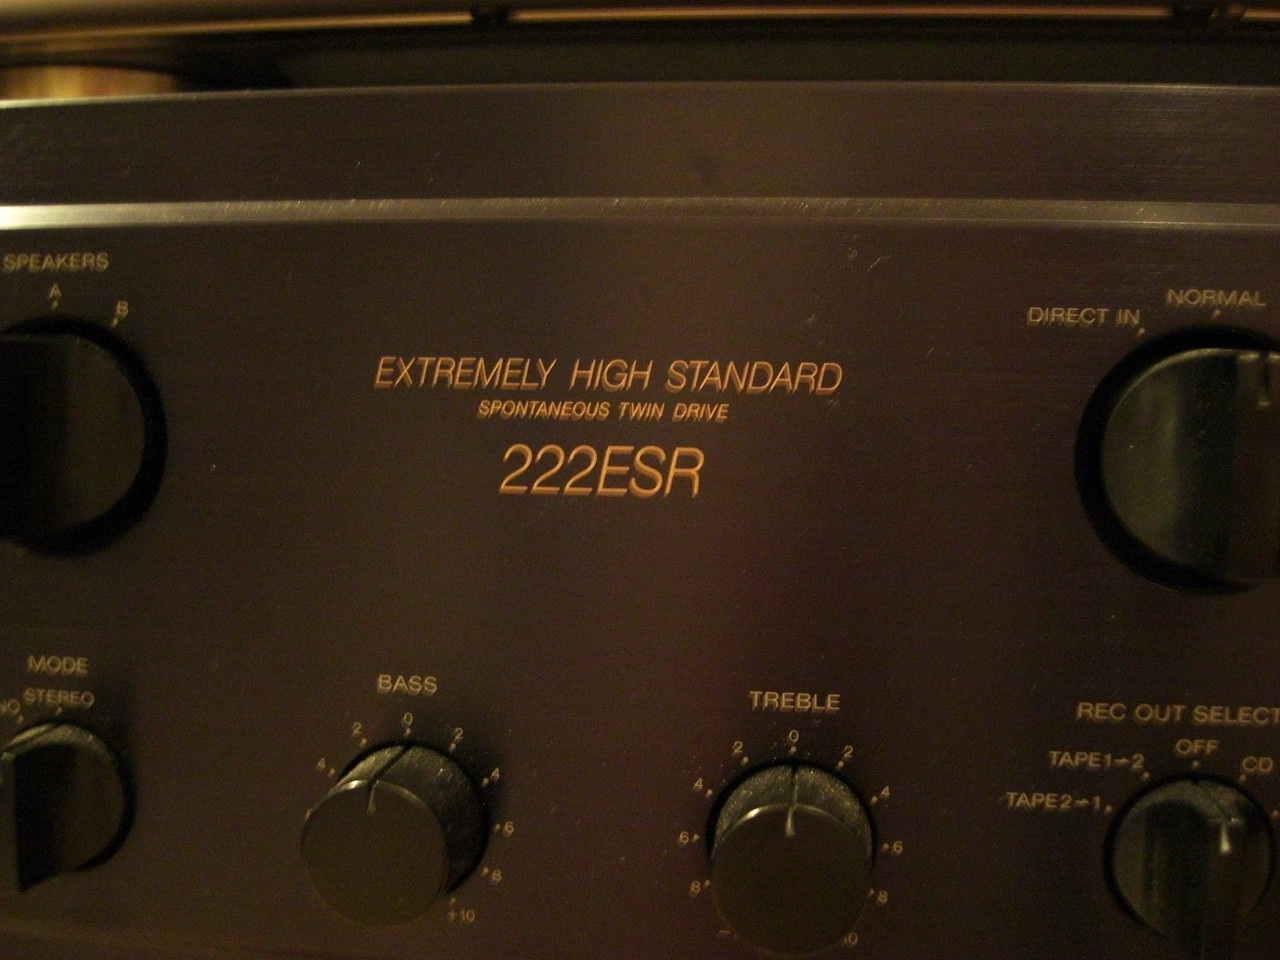 SPEAKERS
A
B
DIRECT IN
NORMAL
EXTREMELY HIGH STANDARD
SPONTANEOUS TWIN DRIVE
222ESR
MODE
STEREO
BASS
4 2 0 2 4 6 8 +10
TREBLE
8 6 4 2 0 2 4 6 8
REC OUT SELECT
TAPE1→2
TAPE2→1
OFF
CD